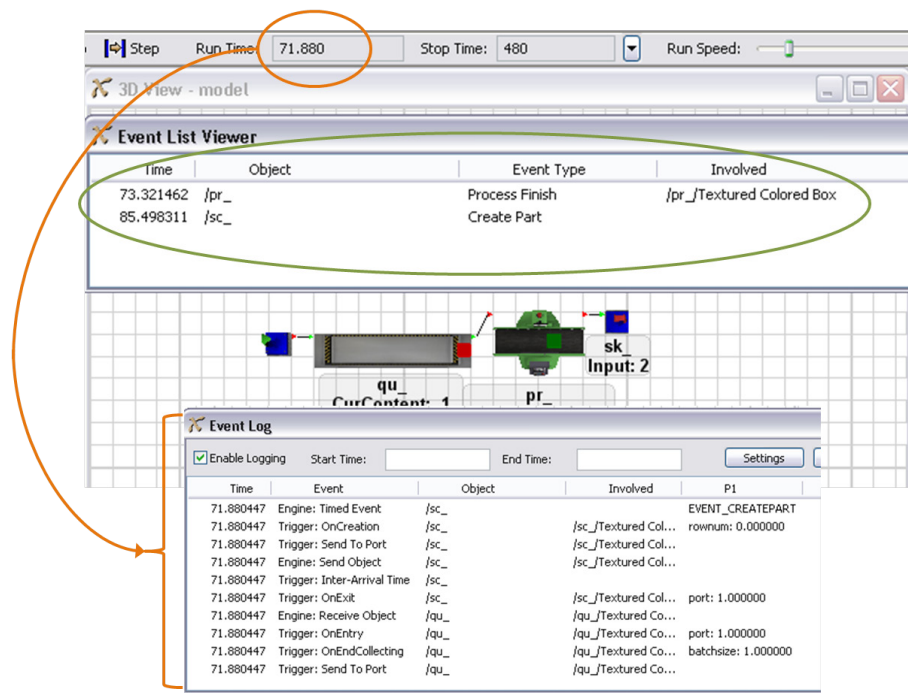 Step Run Time: 71.880 Stop Time: 480 Run Speed:
3D View - model
Event List Viewer
Time Object Event Type Involved
73.321462 /pr_ Process Finish /pr_/Textured Colored Box
85.498311 /sc_ Create Part
sk_
Input: 2
qu_
CurContent: 1
pr_
Event Log
Enable Logging Start Time: End Time: Settings
Time Event Object Involved P1
71.880447 Engine: Timed Event /sc_ EVENT_CREATEPART
71.880447 Trigger: OnCreation /sc_ /sc_/Textured Col... rownum: 0.000000
71.880447 Trigger: Send To Port /sc_ /sc_/Textured Col...
71.880447 Engine: Send Object /sc_ /sc_/Textured Col...
71.880447 Trigger: Inter-Arrival Time /sc_
71.880447 Trigger: OnExit /sc_ /sc_/Textured Col... port: 1.000000
71.880447 Engine: Receive Object /qu_ /qu_/Textured Co...
71.880447 Trigger: OnEntry /qu_ /qu_/Textured Co... port: 1.000000
71.880447 Trigger: OnEndCollecting /qu_ /qu_/Textured Co... batchsize: 1.000000
71.880447 Trigger: Send To Port /qu_ /qu_/Textured Co...